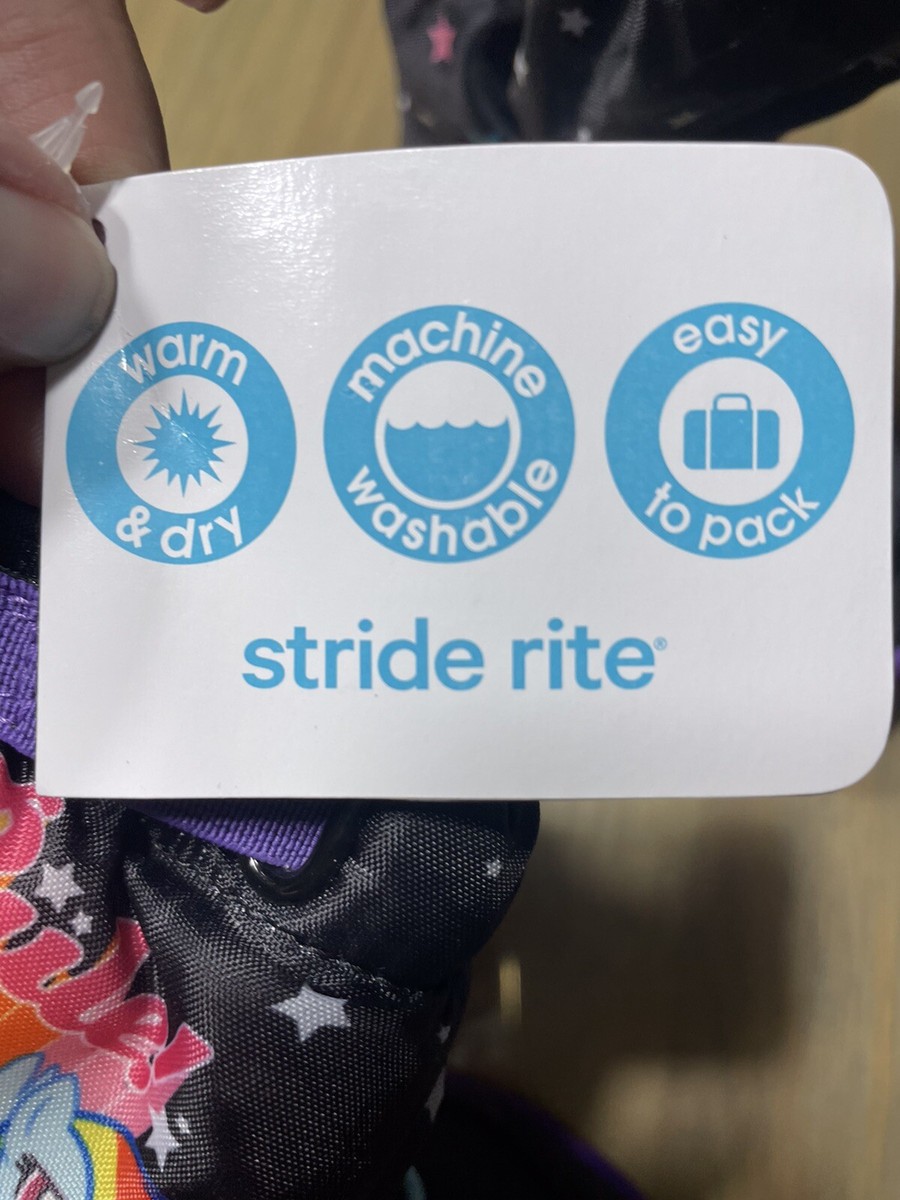 warm
& dry
machine
washable
easy
to pack
stride rite®